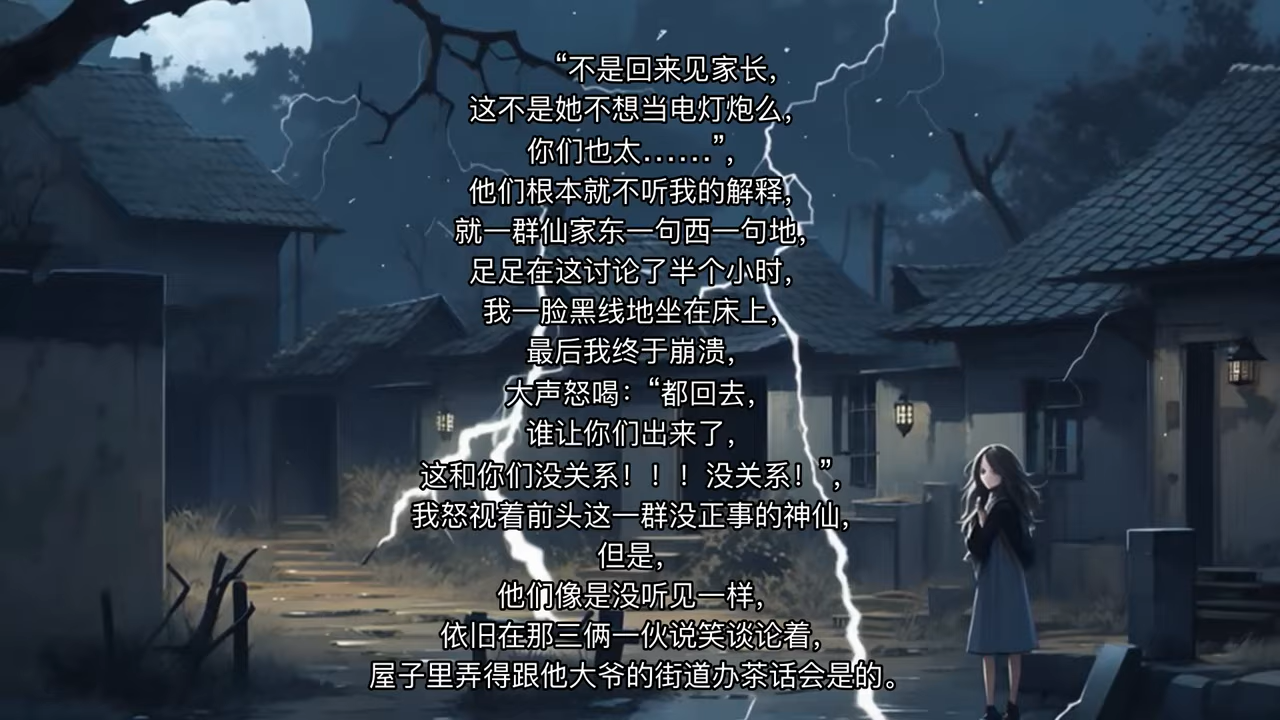 “不是回来见家长，
这不是她不想当电灯炮么，
你们也太……”，
他们根本就不听我的解释，
就一群仙家东一句西一句地，
足足在这讨论了半个小时，
我一脸黑线地坐在床上，
最后我终于崩溃，
大声怒喝：“都回去，
谁让你们出来了，
这和你们没关系！！！没关系！”，
我怒视着前头这一群没正事的神仙，
但是，
他们像是没听见一样，
依旧在那三俩一伙说笑谈论着，
屋子里弄得跟他大爷的街道办茶话会是的。